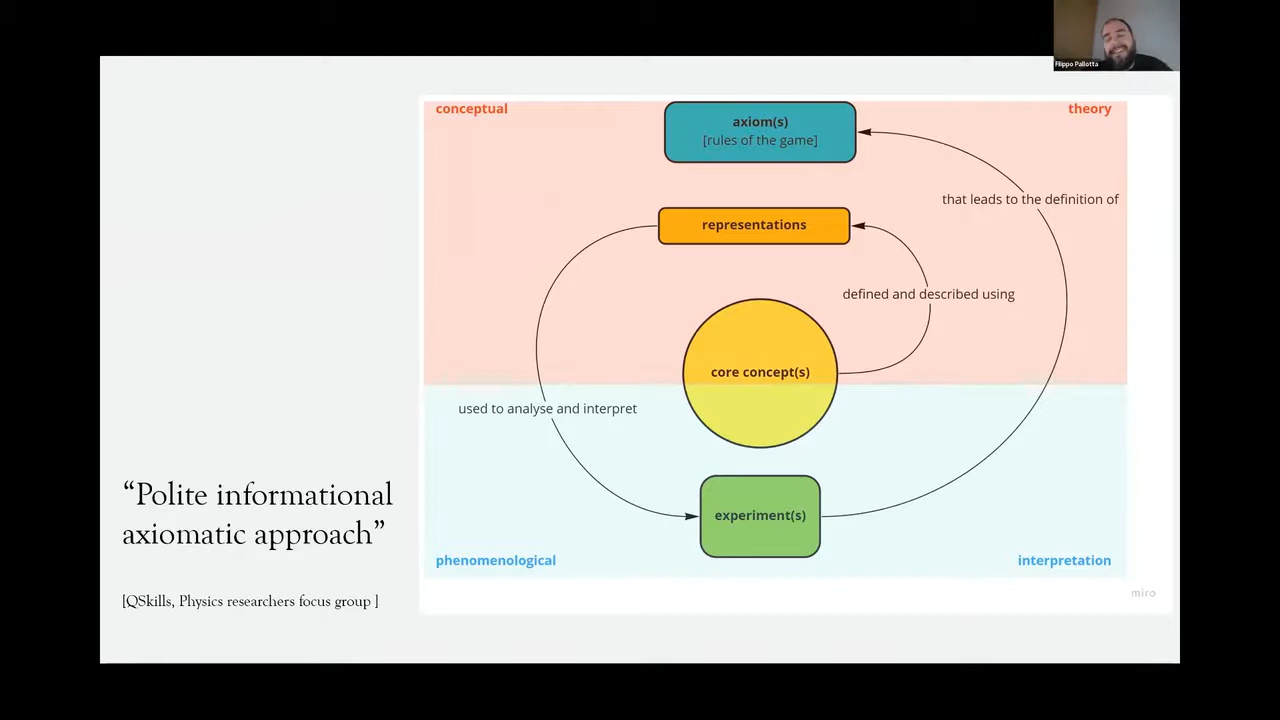 Filippo Pallotta
conceptual
theory
axiom(s)
[rules of the game]
that leads to the definition of
representations
defined and described using
core concept(s)
used to analyse and interpret
“Polite informational
axiomatic approach”
experiment(s)
phenomenological
interpretation
miro
[QSkills, Physics researchers focus group ]